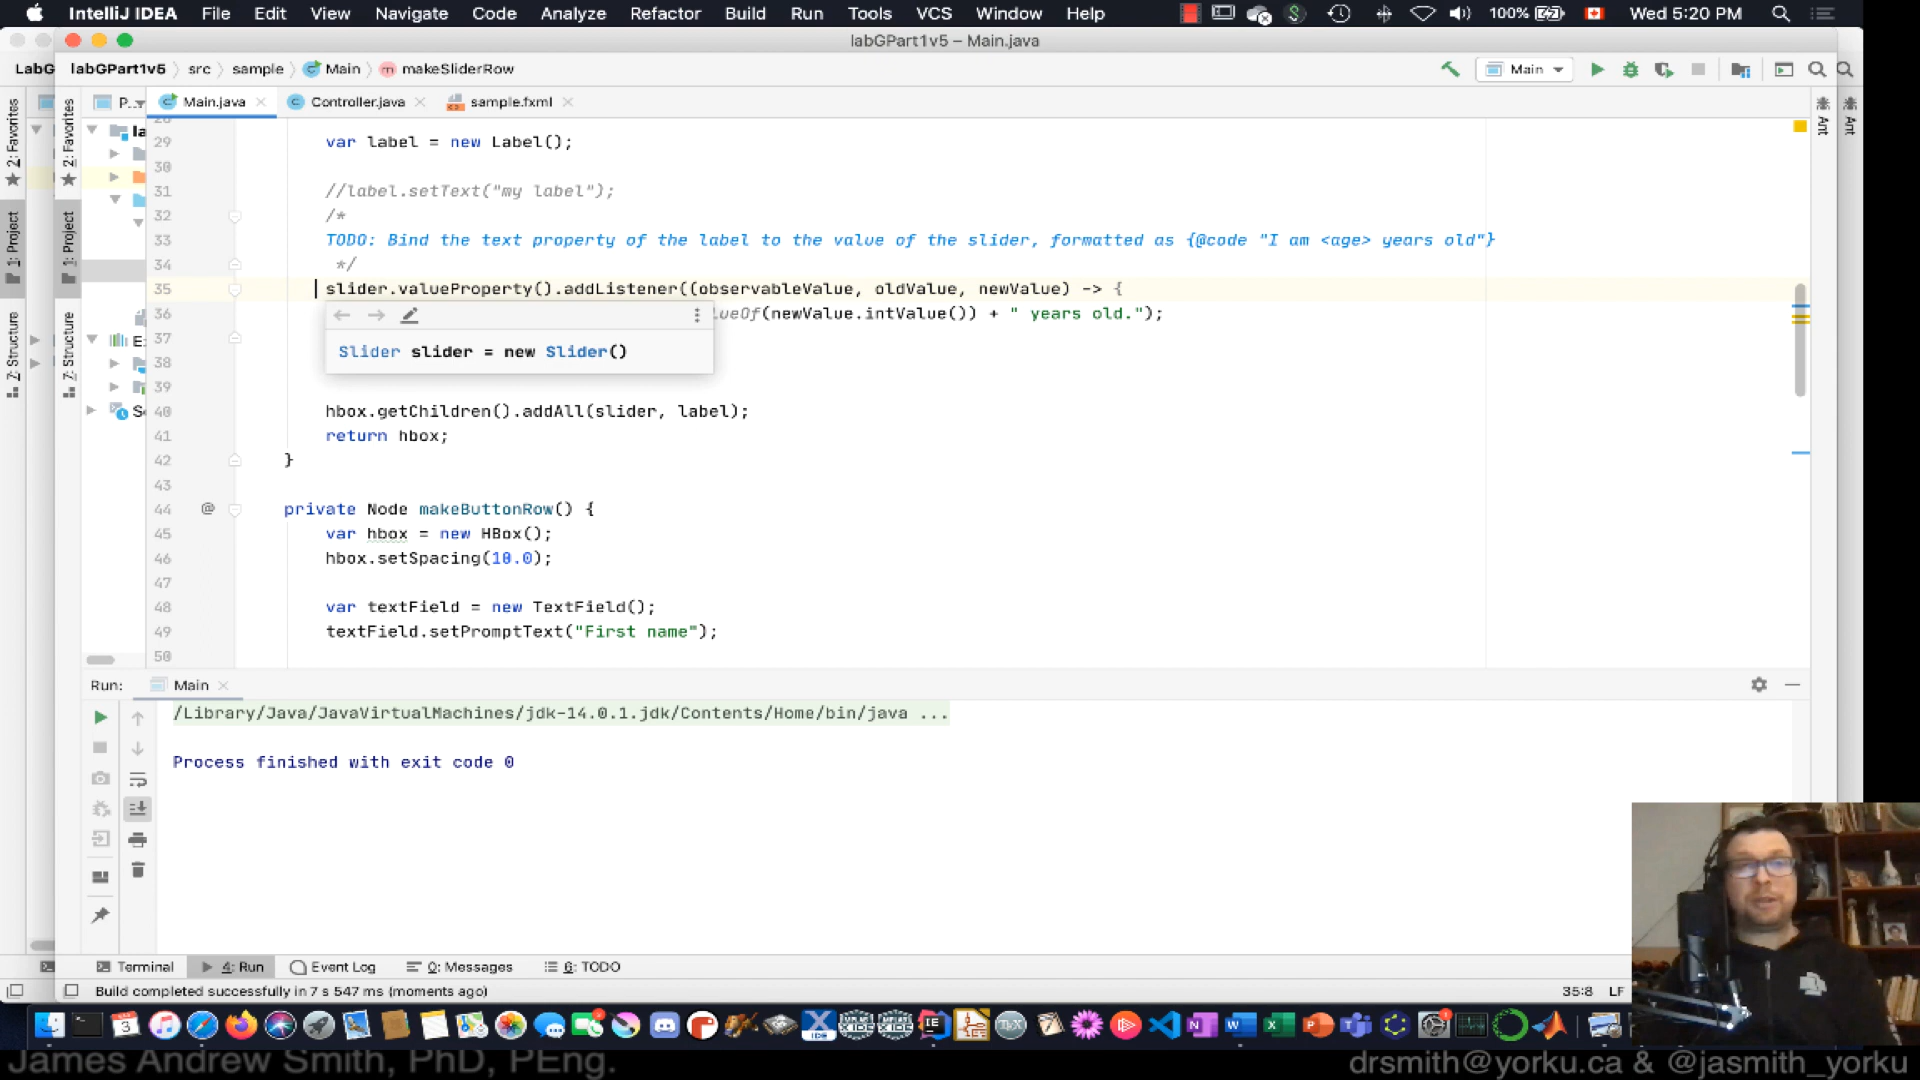 IntelliJ IDEA File Edit View Navigate Code Analyze Refactor Build Run Tools VCS Window Help 100% Wed 5:20 PM
labGPart1v5 – Main.java
LabG labGPart1v5 src sample Main makeSliderRow Main
P... Main.java Controller.java sample.fxml
29 var label = new Label();
30
31 //label.setText("my label");
32 /*
33 TODO: Bind the text property of the label to the value of the slider, formatted as {@code "I am <age> years old"}
34 */
35 slider.valueProperty().addListener((observableValue, oldValue, newValue) -> {
36 lueOf(newValue.intValue()) + " years old.");
37
Slider slider = new Slider()
38
39
40 hbox.getChildren().addAll(slider, label);
41 return hbox;
42 }
43
44 @ private Node makeButtonRow() {
45 var hbox = new HBox();
46 hbox.setSpacing(10.0);
47
48 var textField = new TextField();
49 textField.setPromptText("First name");
50
2: Favorites
1: Project
Z: Structure
2: Favorites
1: Project
Z: Structure
la
E:
S
Ant
Ant
Run: Main
/Library/Java/JavaVirtualMachines/jdk-14.0.1.jdk/Contents/Home/bin/java ...
Process finished with exit code 0
Terminal 4: Run Event Log 0: Messages 6: TODO
Build completed successfully in 7 s 547 ms (moments ago) 35:8 LF
James Andrew Smith, PhD, PEng. drsmith@yorku.ca & @jasmith_yorku